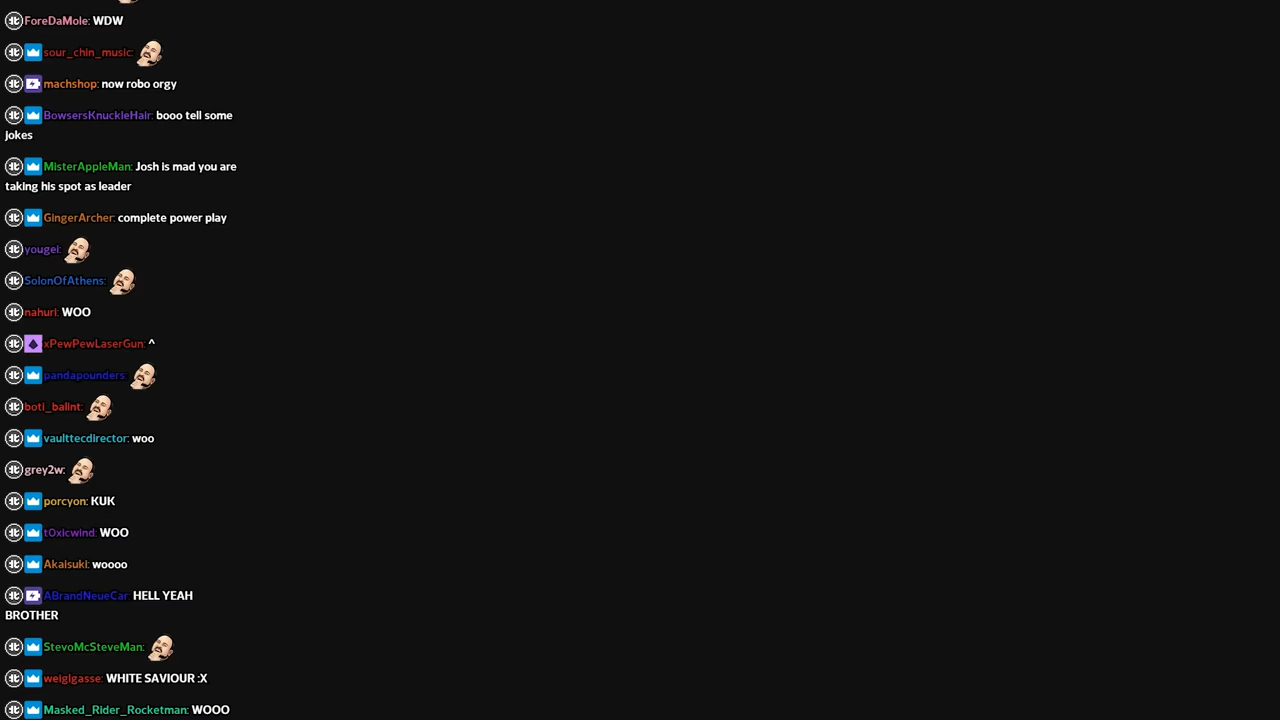 ForeDaMole: WDW
sour_chin_music:
machshop: now robo orgy
BowsersKnuckleHair: booo tell some
jokes
MisterAppleMan: Josh is mad you are
taking his spot as leader
GingerArcher: complete power play
yougei:
SolonOfAthens:
nahuri: WOO
xPewPewLaserGun: ^
pandapounders:
boti_balint:
vaulttecdirector: woo
grey2w:
porcyon: KUK
t0xicwind: WOO
Akaisuki: woooo
ABrandNeueCar: HELL YEAH
BROTHER
StevoMcSteveMan:
weiglgasse: WHITE SAVIOUR :X
Masked_Rider_Rocketman: WOOO